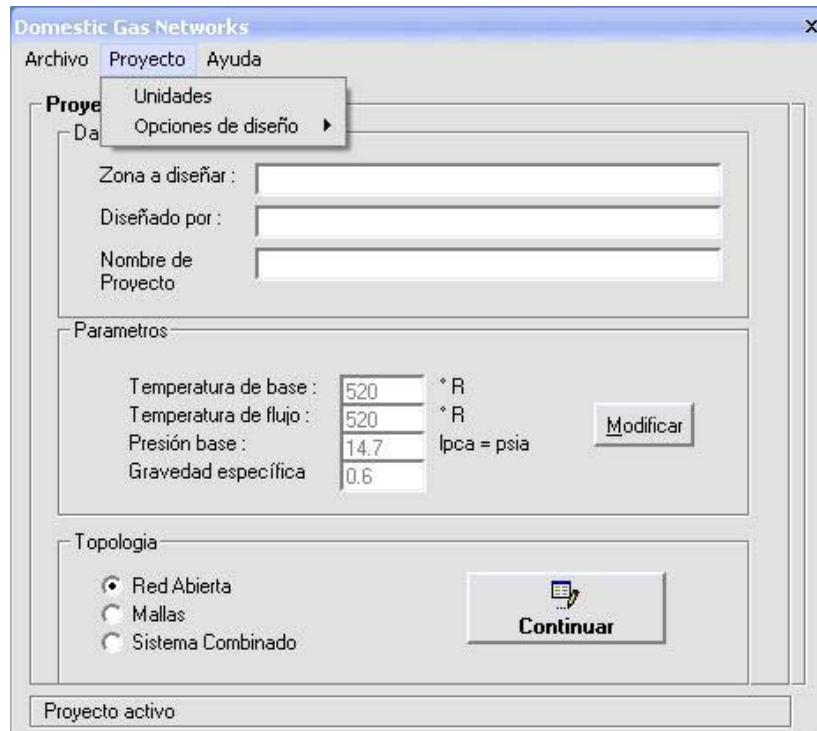 Domestic Gas Networks
x
Archivo Proyecto Ayuda
Unidades
Opciones de diseño
Proye
Da
Zona a diseñar :
Diseñado por :
Nombre de
Proyecto
Parametros
Temperatura de base : 520 ° R
Temperatura de flujo : 520 ° R
Presión base : 14.7 lpca = psia
Gravedad específica 0.6
Modificar
Topologia
Red Abierta
Mallas
Sistema Combinado
Continuar
Proyecto activo